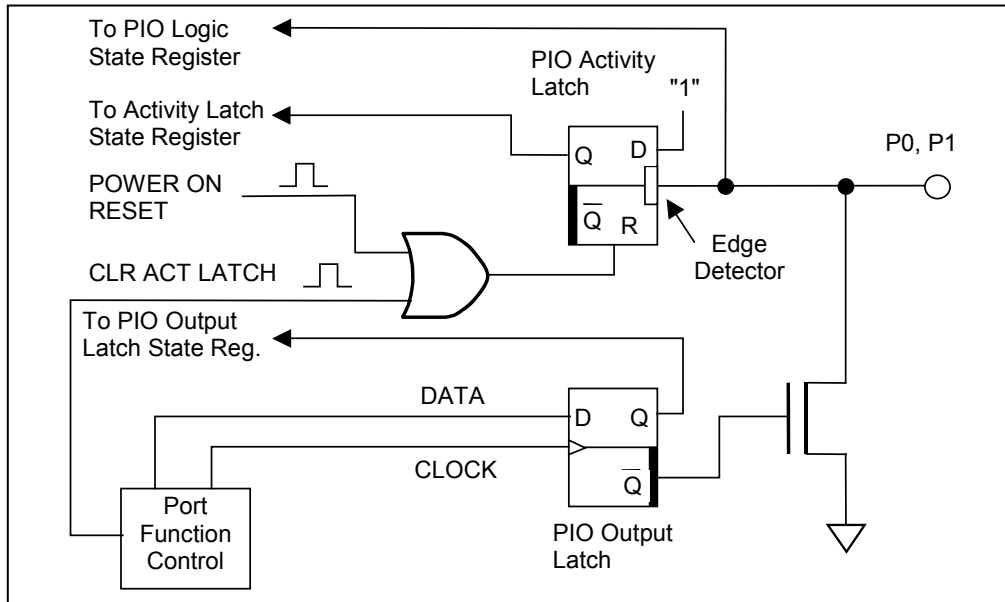 To PIO Logic
State Register
PIO Activity
Latch
"1"
To Activity Latch
State Register
Q
D
P0, P1
POWER ON
RESET
Q
R
Edge
Detector
CLR ACT LATCH
To PIO Output
Latch State Reg.
DATA
D
Q
CLOCK
Q
Port
Function
Control
PIO Output
Latch